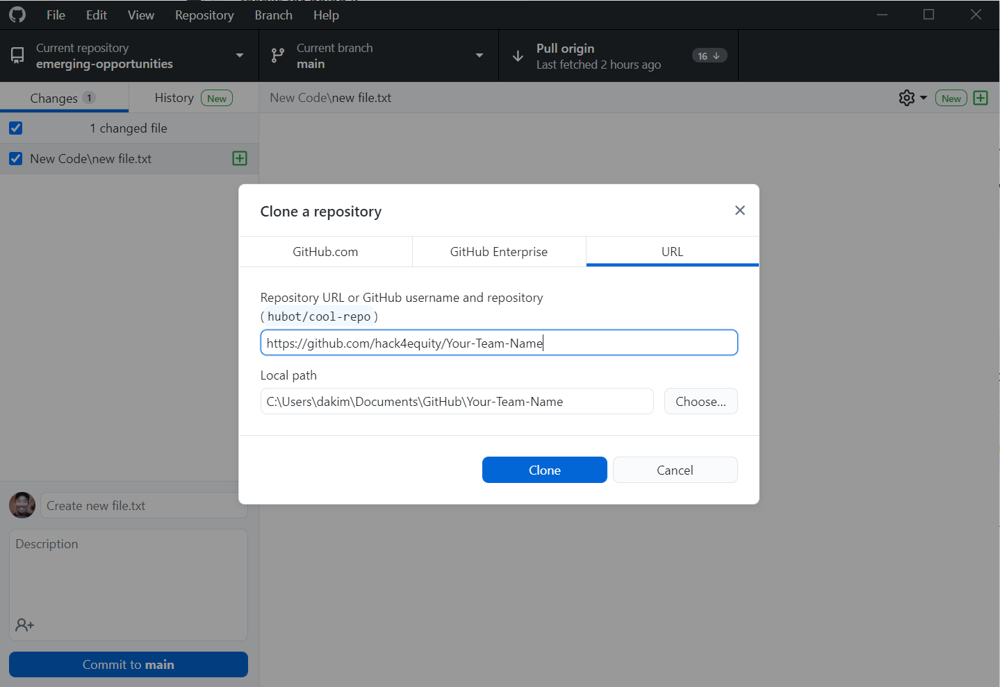 File Edit View Repository Branch Help
Current repository
emerging-opportunities
Current branch
main
Pull origin
Last fetched 2 hours ago
16
Changes 1
History New
New Code\new file.txt
New
1 changed file
New Code\new file.txt
Clone a repository
GitHub.com
GitHub Enterprise
URL
Repository URL or GitHub username and repository
(hubot/cool-repo)
https://github.com/hack4equity/Your-Team-Name
Local path
C:\Users\dakim\Documents\GitHub\Your-Team-Name
Choose...
Clone
Cancel
Create new file.txt
Description
Commit to main